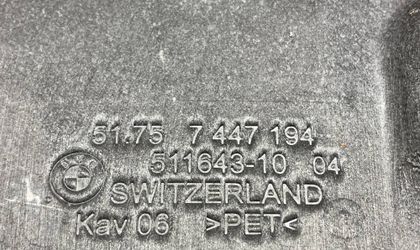 51.75 7 447 194
511643-10 04
SWITZERLAND
Kav 06 >PET<